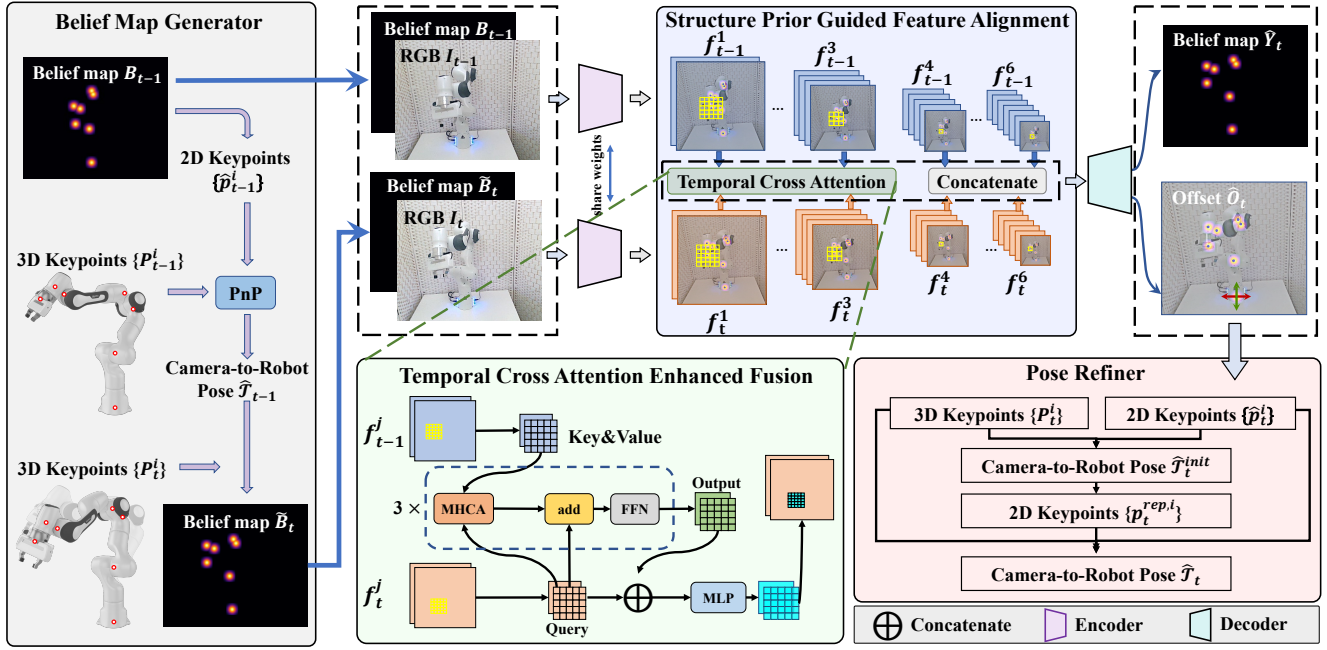 Belief Map Generator
Belief map B_{t-1}
2D Keypoints
{p̂^i_{t-1}}
3D Keypoints {P^i_{t-1}}
PnP
Camera-to-Robot
Pose 𝒯̂_{t-1}
3D Keypoints {P^i_t}
Belief map B̃_t
Belief map B_{t-1}
RGB I_{t-1}
share weights
Belief map B̃_t
RGB I_t
Structure Prior Guided Feature Alignment
f^1_{t-1}
...
f^3_{t-1}
f^4_{t-1}
...
f^6_{t-1}
Temporal Cross Attention
Concatenate
f^1_t
...
f^3_t
f^4_t
...
f^6_t
Belief map Ŷ_t
Offset Ô_t
Temporal Cross Attention Enhanced Fusion
f^j_{t-1}
Key&Value
3 ×
MHCA
add
FFN
Output
f^j_t
Query
MLP
Pose Refiner
3D Keypoints {P^i_t}
2D Keypoints {p̂^i_t}
Camera-to-Robot Pose 𝒯̂^{init}_t
2D Keypoints {p^{rep,i}_t}
Camera-to-Robot Pose 𝒯̂_t
Concatenate
Encoder
Decoder